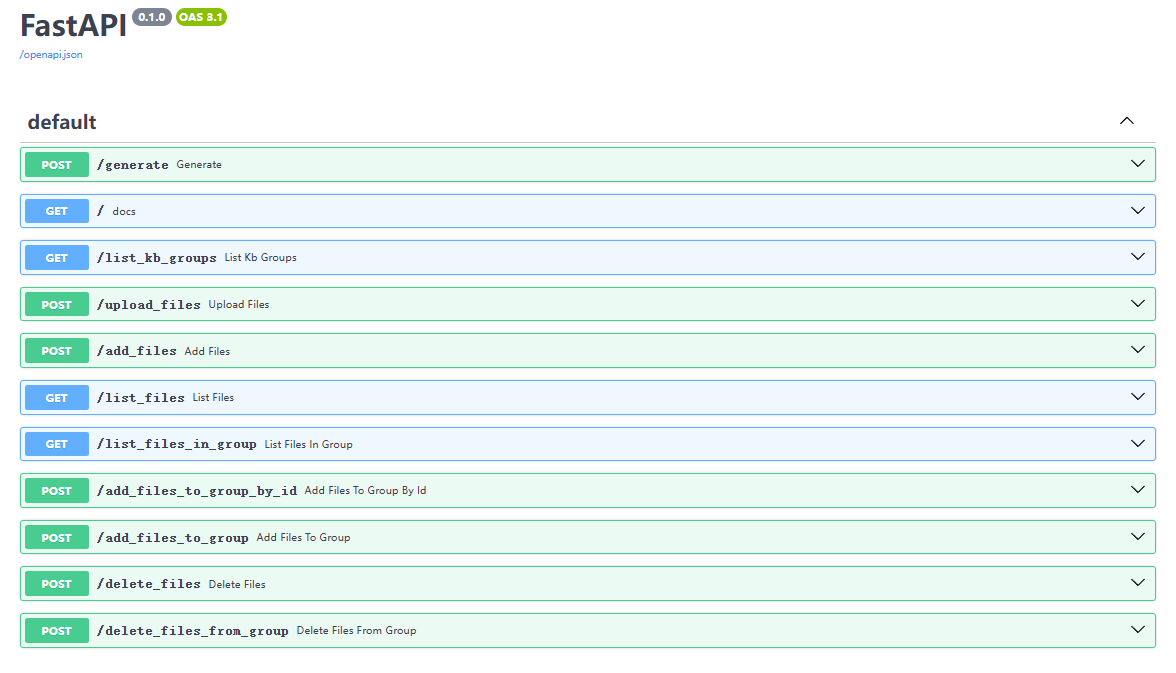 FastAPI 0.1.0 OAS 3.1
/openapi.json
default
POST /generate Generate
GET / docs
GET /list_kb_groups List Kb Groups
POST /upload_files Upload Files
POST /add_files Add Files
GET /list_files List Files
GET /list_files_in_group List Files In Group
POST /add_files_to_group_by_id Add Files To Group By Id
POST /add_files_to_group Add Files To Group
POST /delete_files Delete Files
POST /delete_files_from_group Delete Files From Group